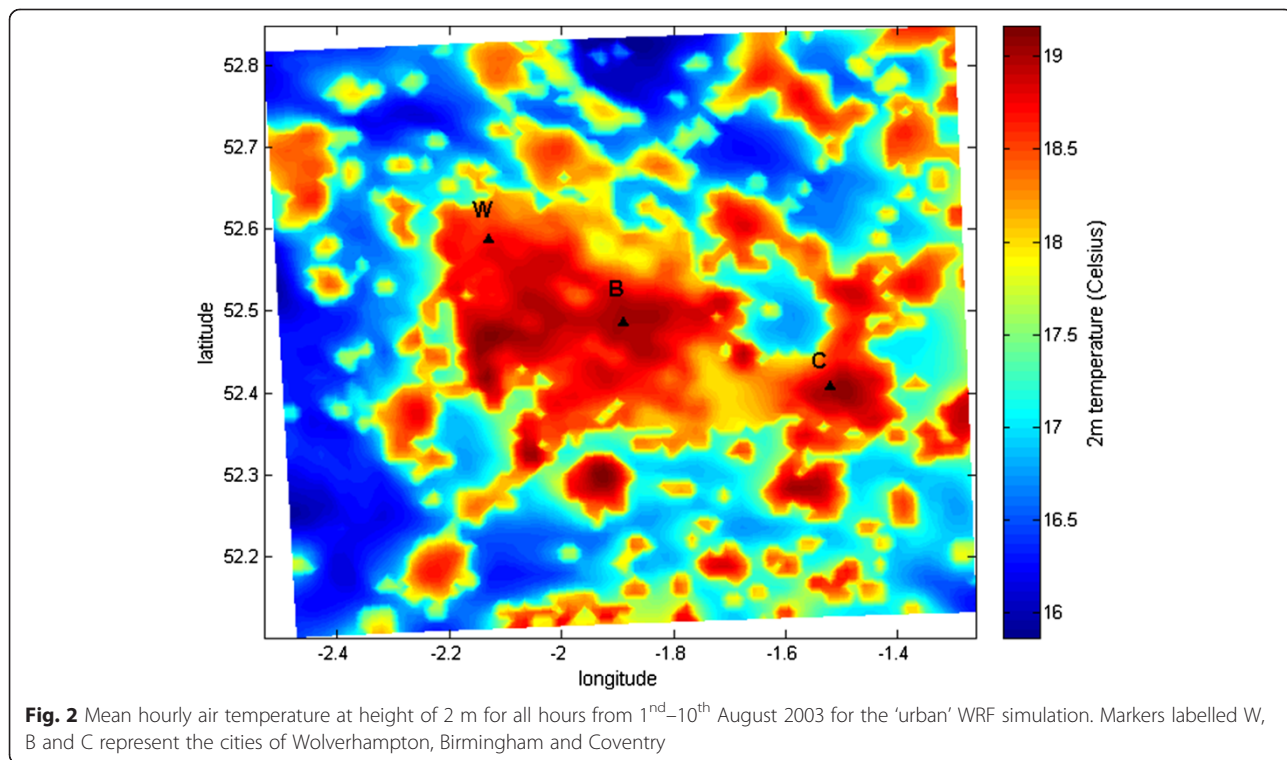 52.8
52.7
52.6
52.5
52.4
52.3
52.2
latitude
W
B
C
-2.4 -2.2 -2 -1.8 -1.6 -1.4
longitude
19
18.5
18
17.5
17
16.5
16
2m temperature (Celsius)
Fig. 2 Mean hourly air temperature at height of 2 m for all hours from 1nd–10th August 2003 for the ‘urban’ WRF simulation. Markers labelled W,
B and C represent the cities of Wolverhampton, Birmingham and Coventry